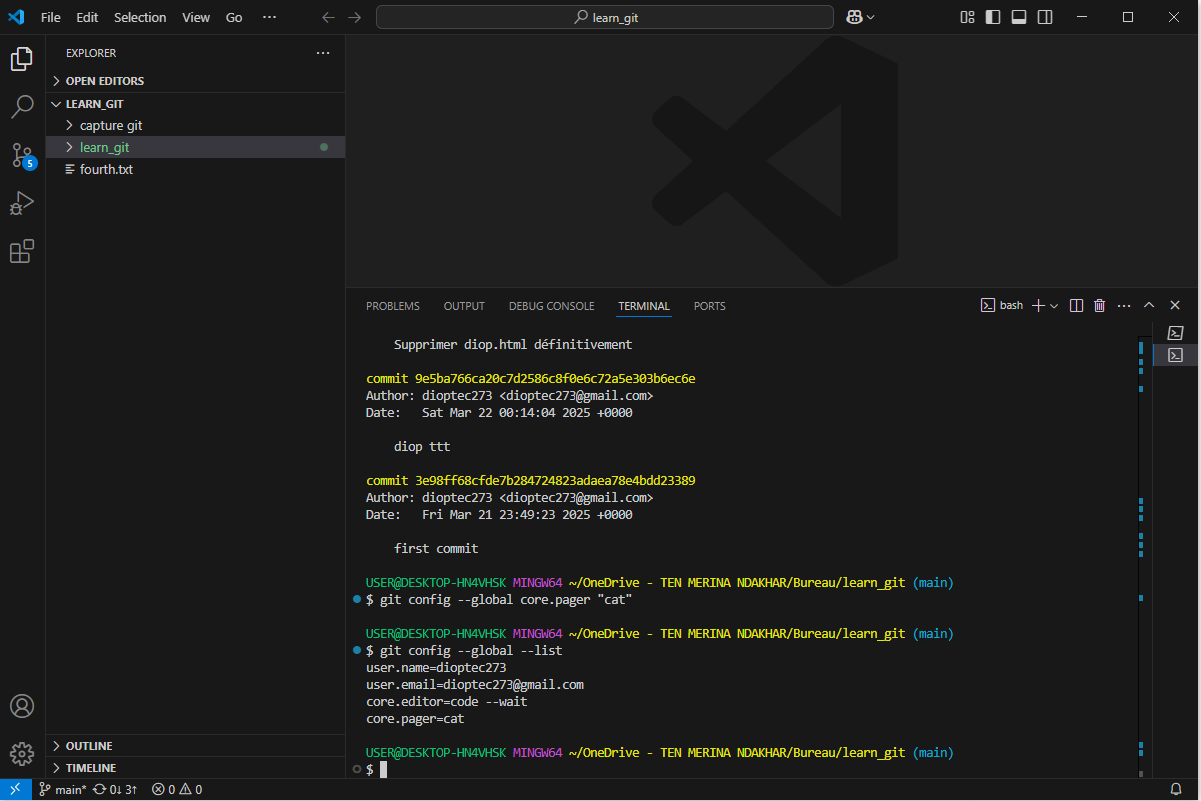 File Edit Selection View Go ··· learn_git
EXPLORER ···
OPEN EDITORS
LEARN_GIT
capture git
learn_git
fourth.txt
5
PROBLEMS OUTPUT DEBUG CONSOLE TERMINAL PORTS bash ···
Supprimer diop.html définitivement
commit 9e5ba766ca20c7d2586c8f0e6c72a5e303b6ec6e
Author: dioptec273 <dioptec273@gmail.com>
Date:   Sat Mar 22 00:14:04 2025 +0000
diop ttt
commit 3e98ff68cfde7b284724823adaea78e4bdd23389
Author: dioptec273 <dioptec273@gmail.com>
Date:   Fri Mar 21 23:49:23 2025 +0000
first commit
USER@DESKTOP-HN4VHSK MINGW64 ~/OneDrive - TEN MERINA NDAKHAR/Bureau/learn_git (main)
$ git config --global core.pager "cat"
USER@DESKTOP-HN4VHSK MINGW64 ~/OneDrive - TEN MERINA NDAKHAR/Bureau/learn_git (main)
$ git config --global --list
user.name=dioptec273
user.email=dioptec273@gmail.com
core.editor=code --wait
core.pager=cat
USER@DESKTOP-HN4VHSK MINGW64 ~/OneDrive - TEN MERINA NDAKHAR/Bureau/learn_git (main)
$
OUTLINE
TIMELINE
main* 0↓ 3↑ 0 0